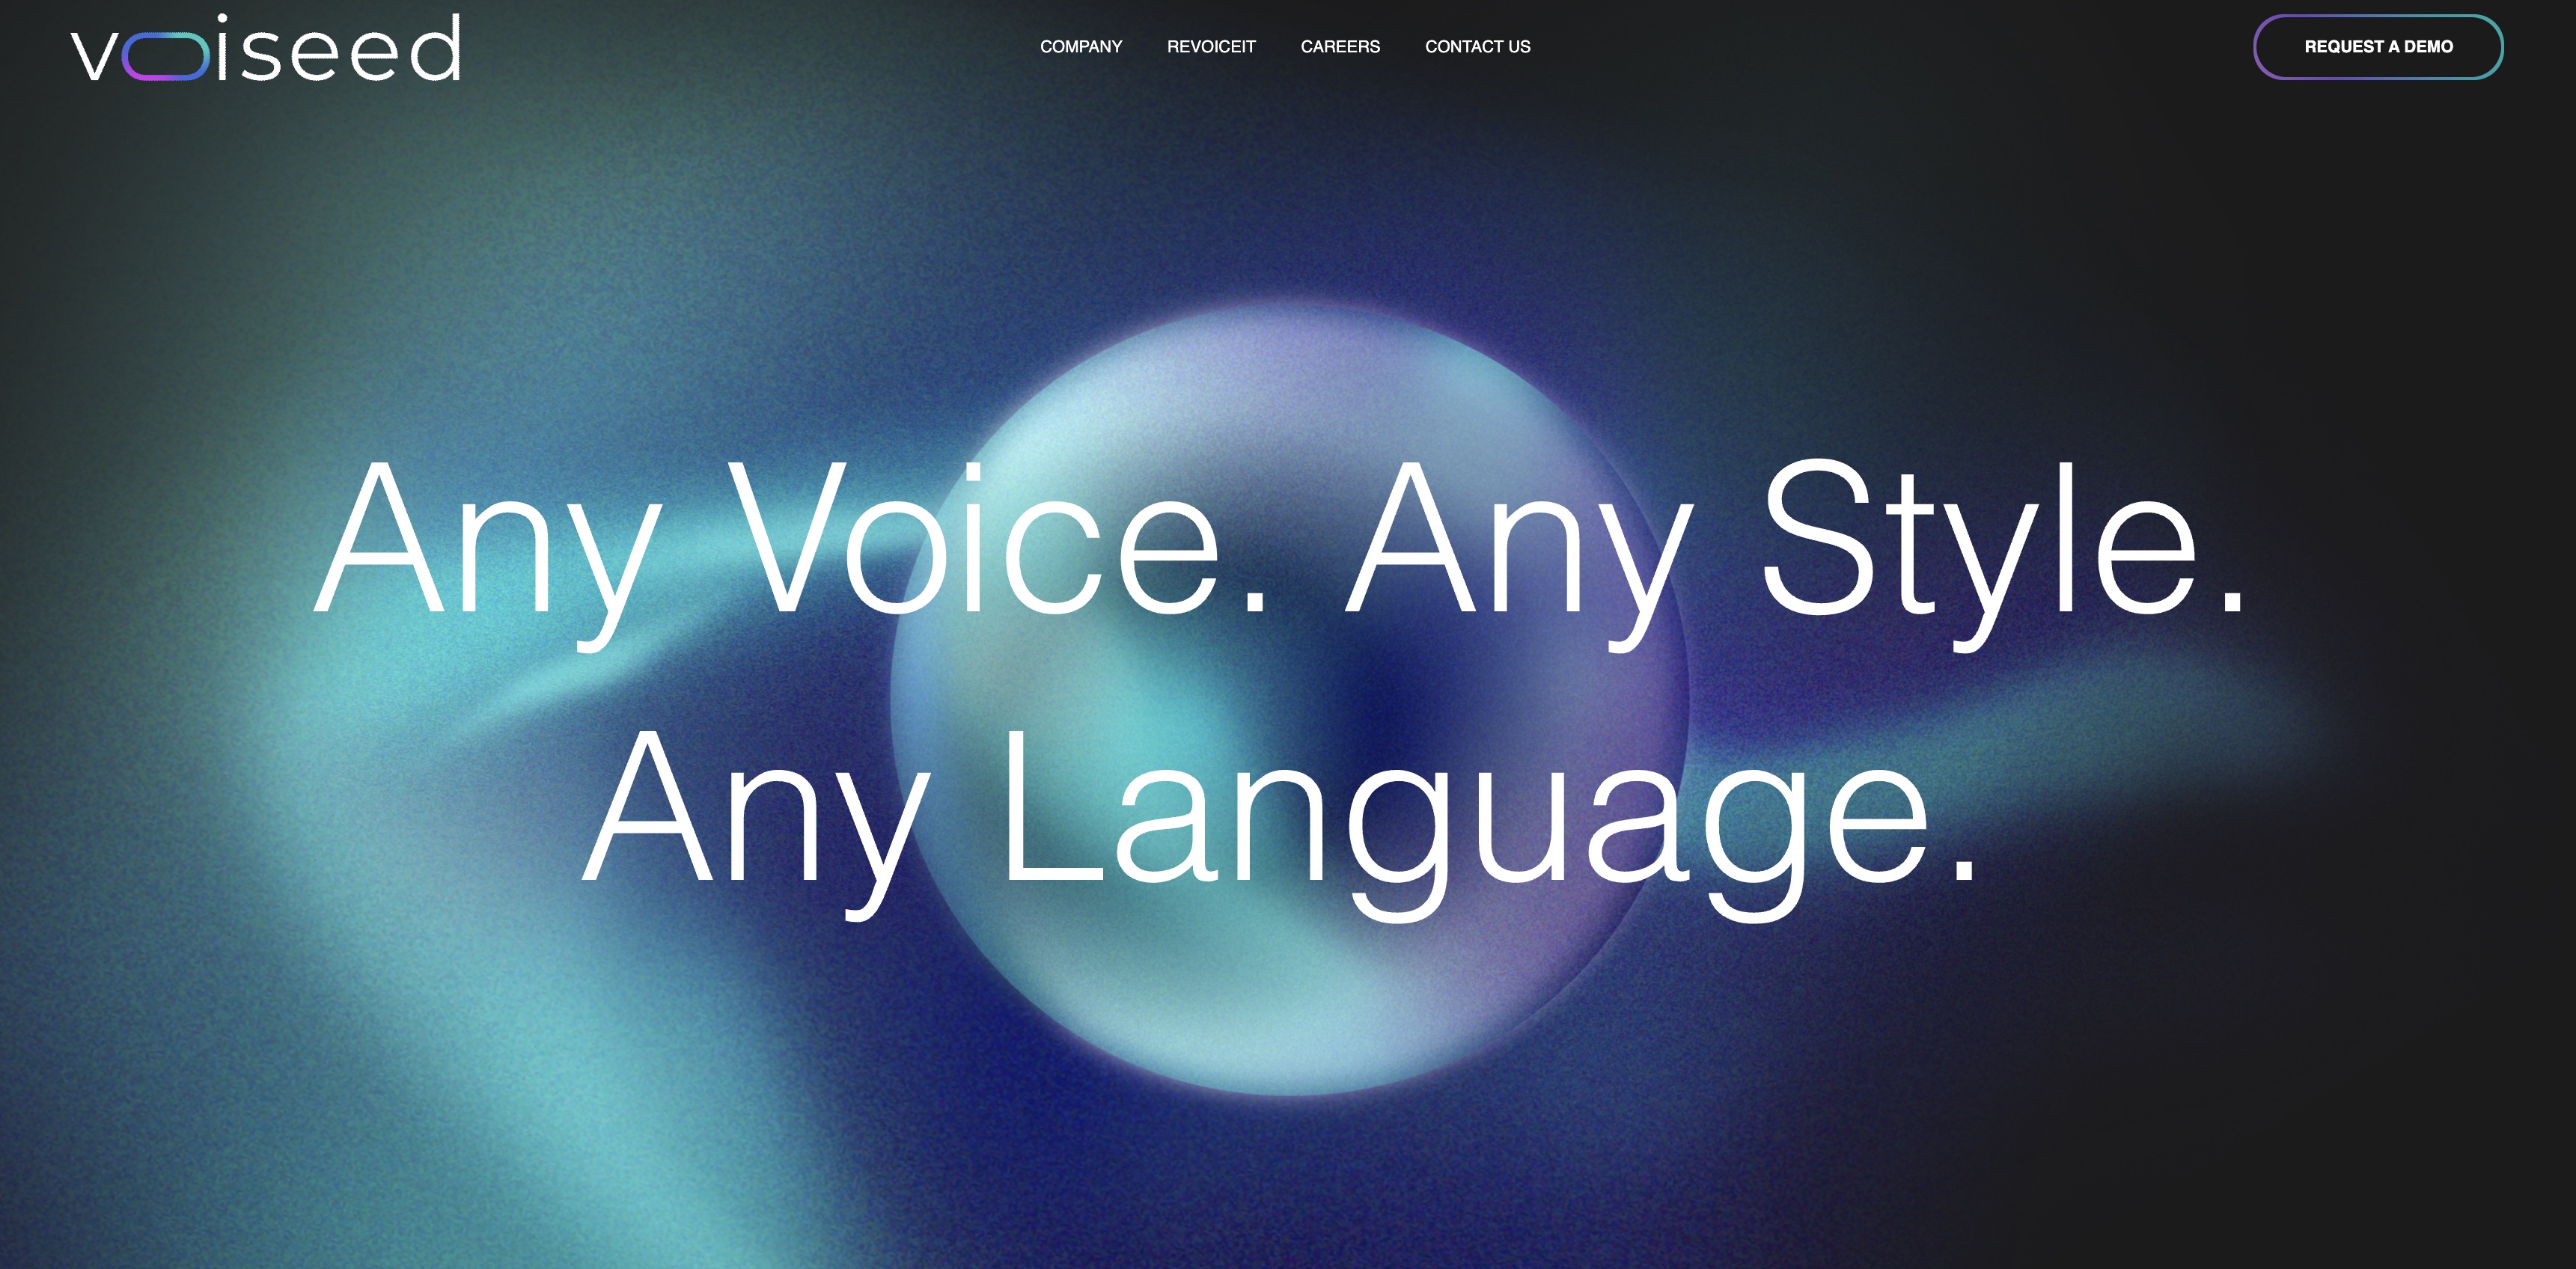 voiseed
COMPANY REVOICEIT CAREERS CONTACT US
REQUEST A DEMO
Any Voice. Any Style.
Any Language.